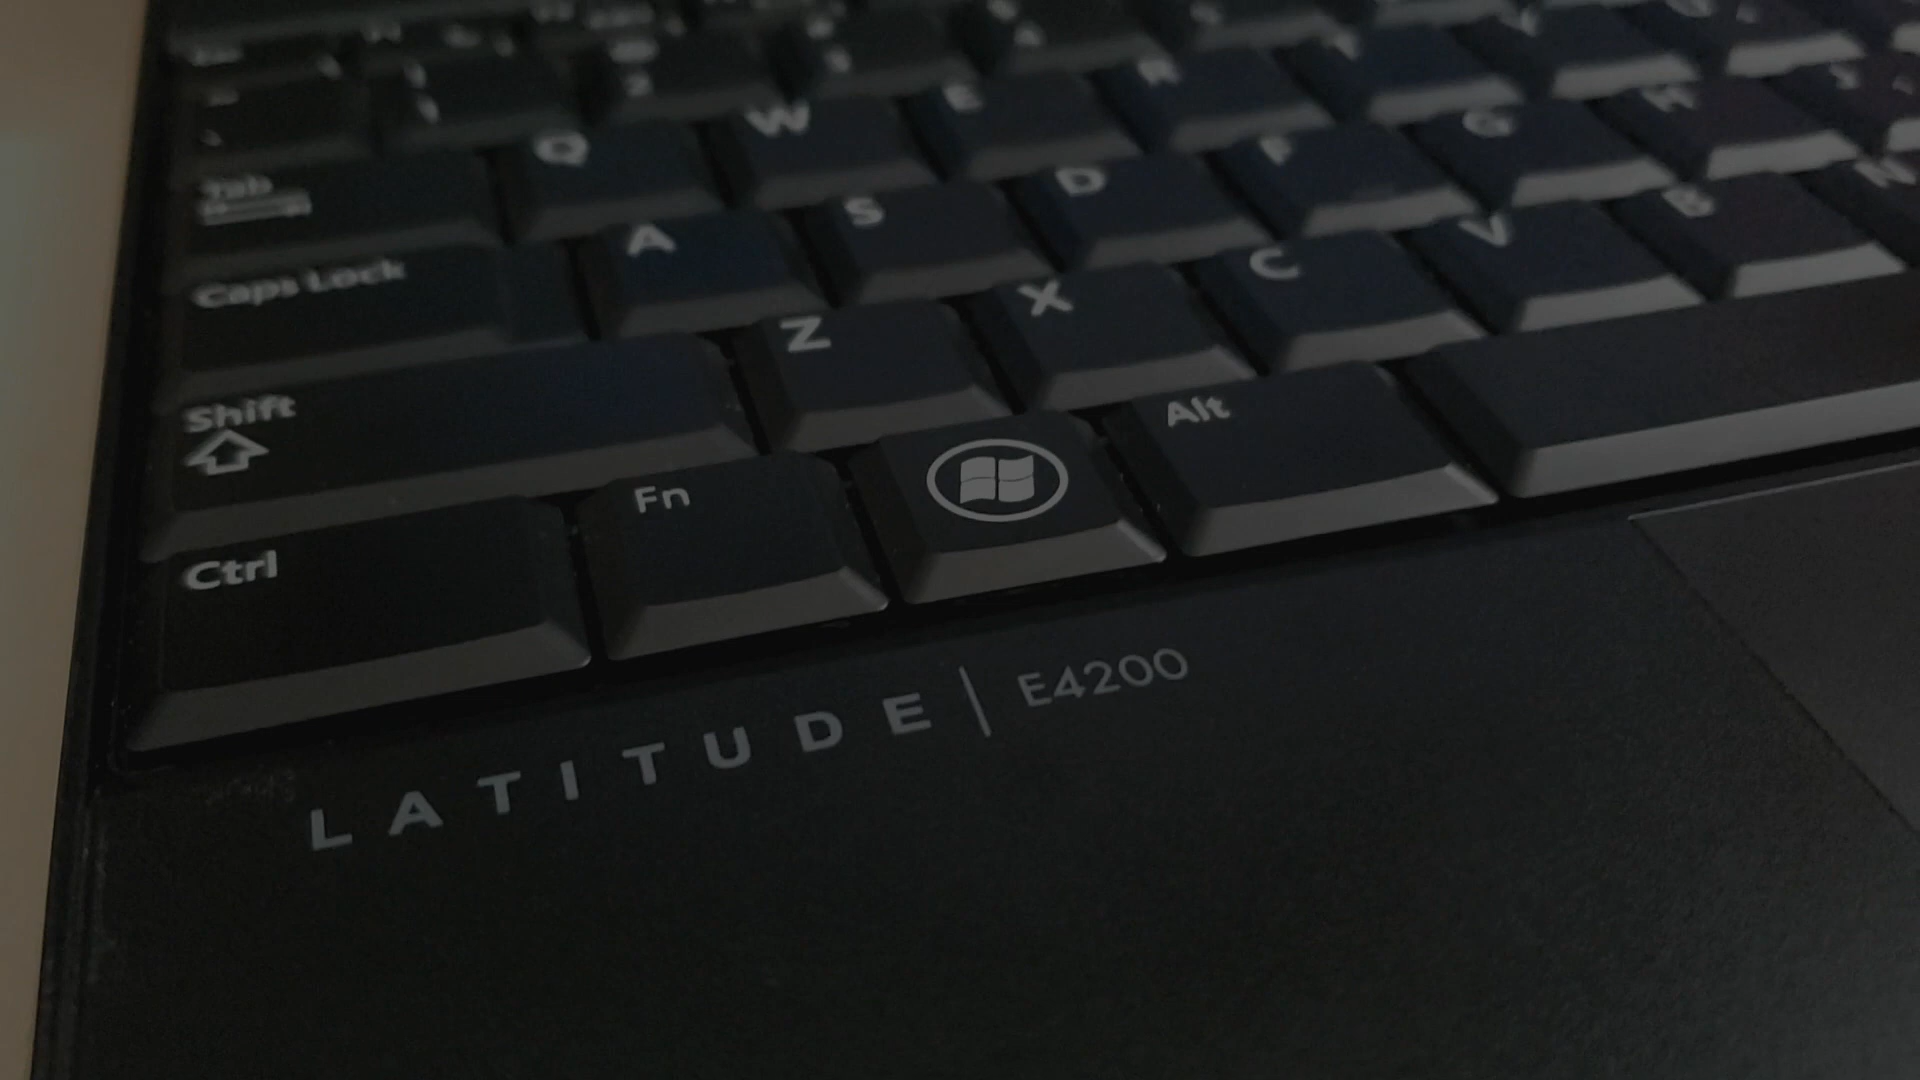 Tab Q W E R T Y
Caps Lock A S D F G H
Shift Z X C V B N
Ctrl Fn Alt
LATITUDE | E4200